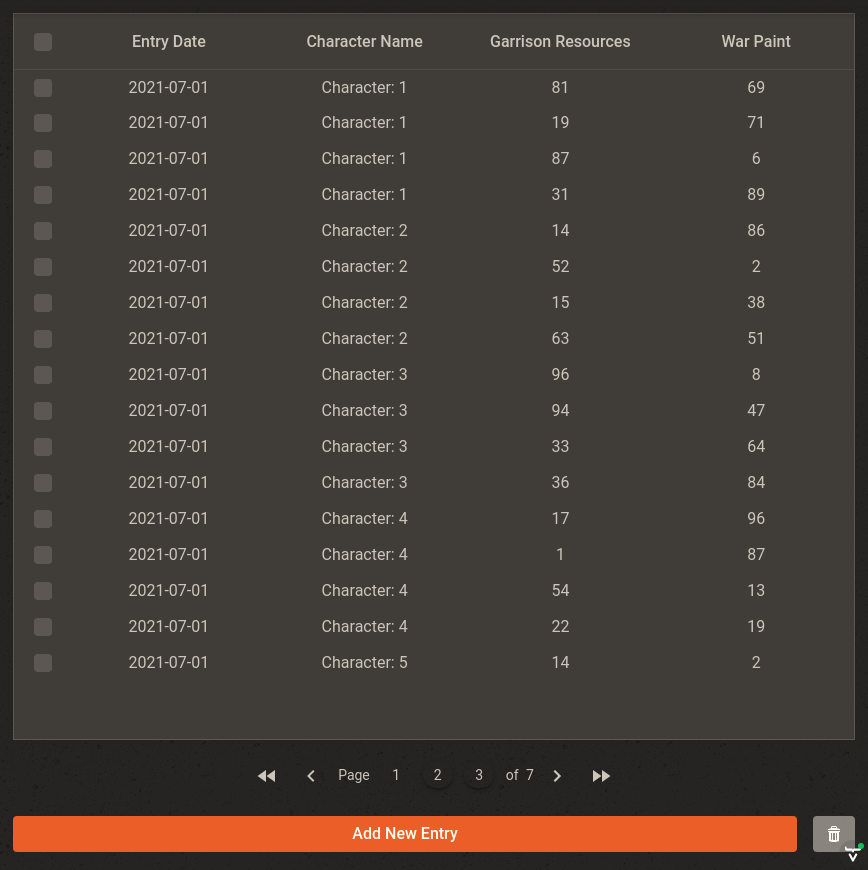 Entry Date Character Name Garrison Resources War Paint
2021-07-01 Character: 1 81 69
2021-07-01 Character: 1 19 71
2021-07-01 Character: 1 87 6
2021-07-01 Character: 1 31 89
2021-07-01 Character: 2 14 86
2021-07-01 Character: 2 52 2
2021-07-01 Character: 2 15 38
2021-07-01 Character: 2 63 51
2021-07-01 Character: 3 96 8
2021-07-01 Character: 3 94 47
2021-07-01 Character: 3 33 64
2021-07-01 Character: 3 36 84
2021-07-01 Character: 4 17 96
2021-07-01 Character: 4 1 87
2021-07-01 Character: 4 54 13
2021-07-01 Character: 4 22 19
2021-07-01 Character: 5 14 2
Page 1 2 3 of 7
Add New Entry